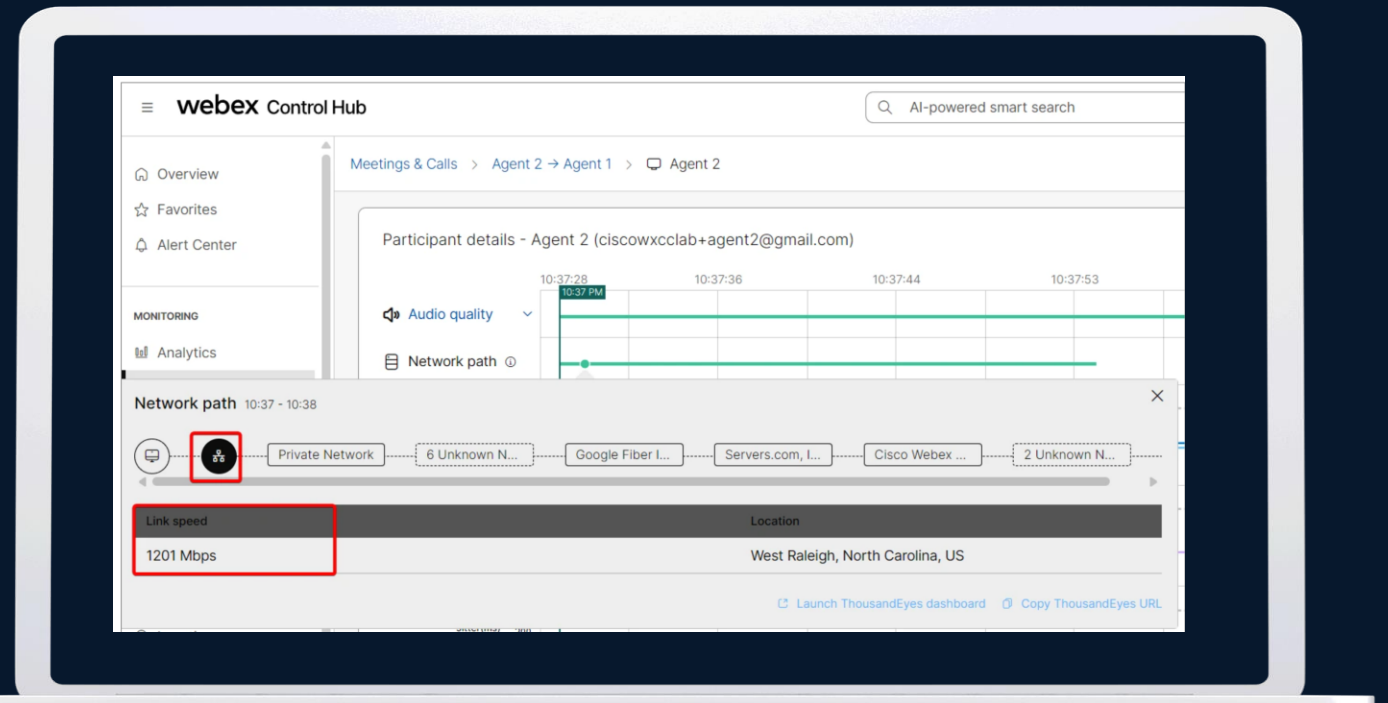 webex Control Hub
AI-powered smart search
Overview
Favorites
Alert Center
MONITORING
Analytics
Meetings & Calls > Agent 2 → Agent 1 > Agent 2
Participant details - Agent 2 (ciscowxcclab+agent2@gmail.com)
10:37:28 10:37:36 10:37:44 10:37:53
10:37 PM
Audio quality
Network path
Network path 10:37 - 10:38
Private Network 6 Unknown N... Google Fiber I... Servers.com, I... Cisco Webex ... 2 Unknown N...
Link speed Location
1201 Mbps West Raleigh, North Carolina, US
Launch ThousandEyes dashboard Copy ThousandEyes URL